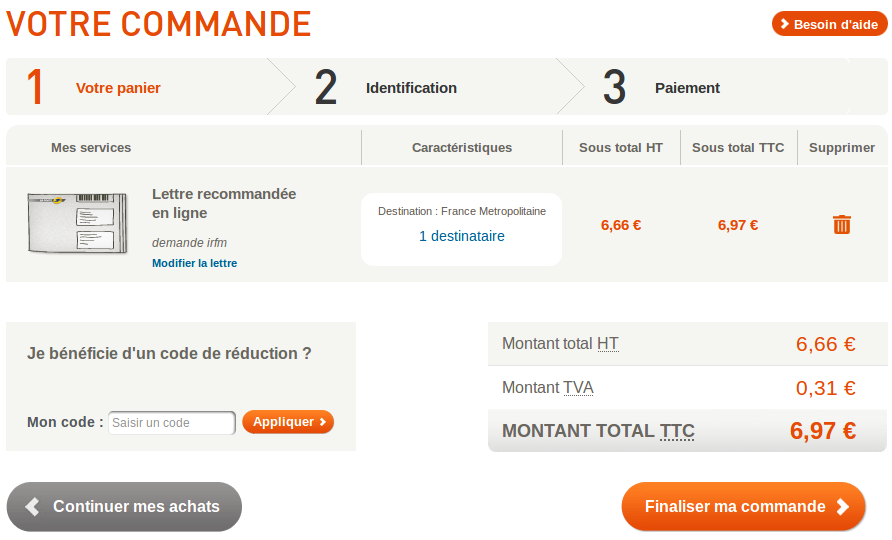 VOTRE COMMANDE
Besoin d'aide
1 Votre panier 2 Identification 3 Paiement
Mes services Caractéristiques Sous total HT Sous total TTC Supprimer
Lettre recommandée
en ligne
demande irfm
Modifier la lettre
Destination : France Metropolitaine
1 destinataire
6,66 € 6,97 €
Je bénéficie d'un code de réduction ?
Mon code : Saisir un code Appliquer
Montant total HT 6,66 €
Montant TVA 0,31 €
MONTANT TOTAL TTC 6,97 €
Continuer mes achats Finaliser ma commande